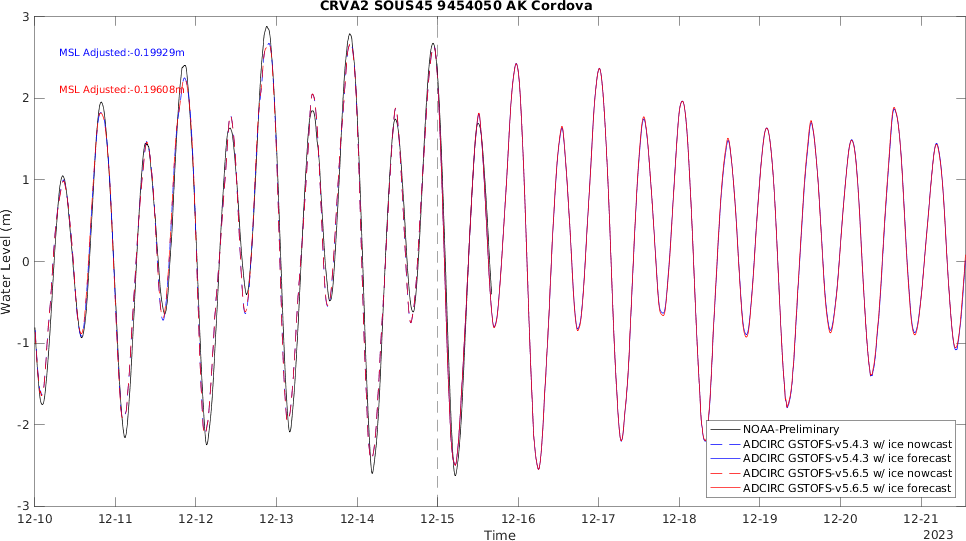 CRVA2 SOUS45 9454050 AK Cordova
MSL Adjusted:-0.19929m
MSL Adjusted:-0.19608m
Water Level (m)
3
2
1
0
-1
-2
-3
NOAA-Preliminary
ADCIRC GSTOFS-v5.4.3 w/ ice nowcast
ADCIRC GSTOFS-v5.4.3 w/ ice forecast
ADCIRC GSTOFS-v5.6.5 w/ ice nowcast
ADCIRC GSTOFS-v5.6.5 w/ ice forecast
12-10 12-11 12-12 12-13 12-14 12-15 12-16 12-17 12-18 12-19 12-20 12-21
Time
2023